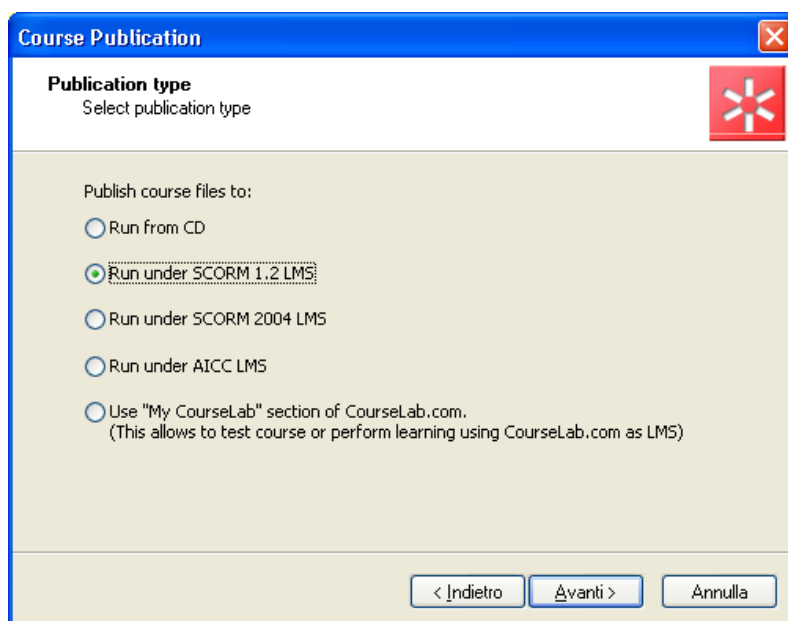 Course Publication
Publication type
Select publication type
Publish course files to:
Run from CD
Run under SCORM 1.2 LMS
Run under SCORM 2004 LMS
Run under AICC LMS
Use "My CourseLab" section of CourseLab.com.
(This allows to test course or perform learning using CourseLab.com as LMS)
< Indietro
Avanti >
Annulla